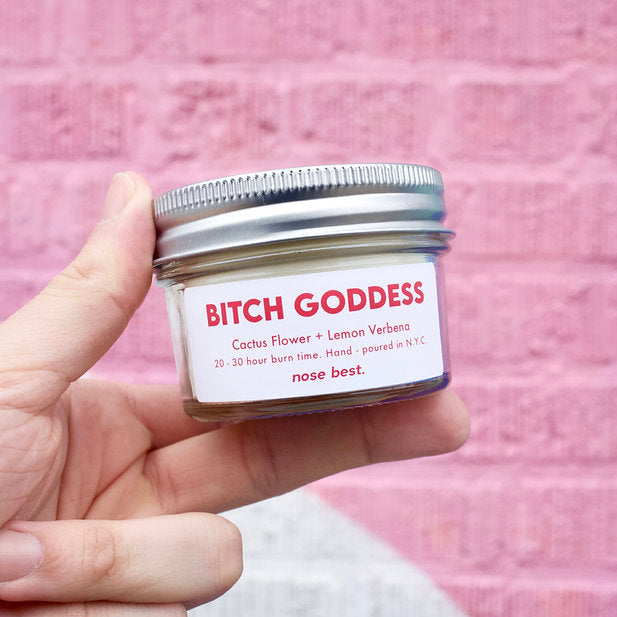 BITCH GODDESS
Cactus Flower + Lemon Verbena
20 - 30 hour burn time. Hand - poured in N.Y.C.
nose best.